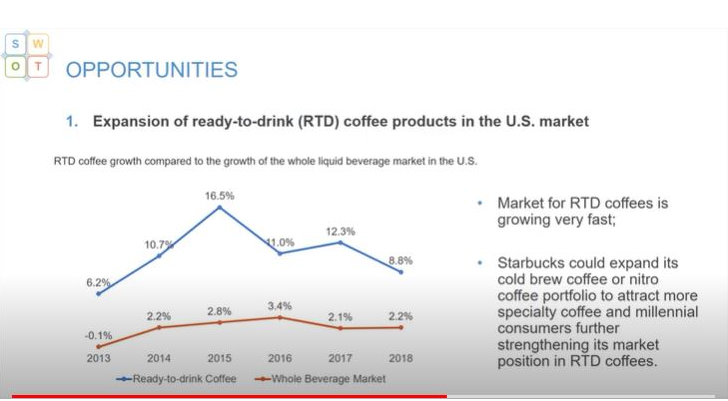 S W
O T
OPPORTUNITIES
1. Expansion of ready-to-drink (RTD) coffee products in the U.S. market
RTD coffee growth compared to the growth of the whole liquid beverage market in the U.S.
16.5%
12.3%
10.7%
11.0%
8.8%
6.2%
3.4%
2.8%
2.2%
2.1%
2.2%
-0.1%
2013 2014 2015 2016 2017 2018
Ready-to-drink Coffee Whole Beverage Market
• Market for RTD coffees is
growing very fast;
• Starbucks could expand its
cold brew coffee or nitro
coffee portfolio to attract more
specialty coffee and millennial
consumers further
strengthening its market
position in RTD coffees.